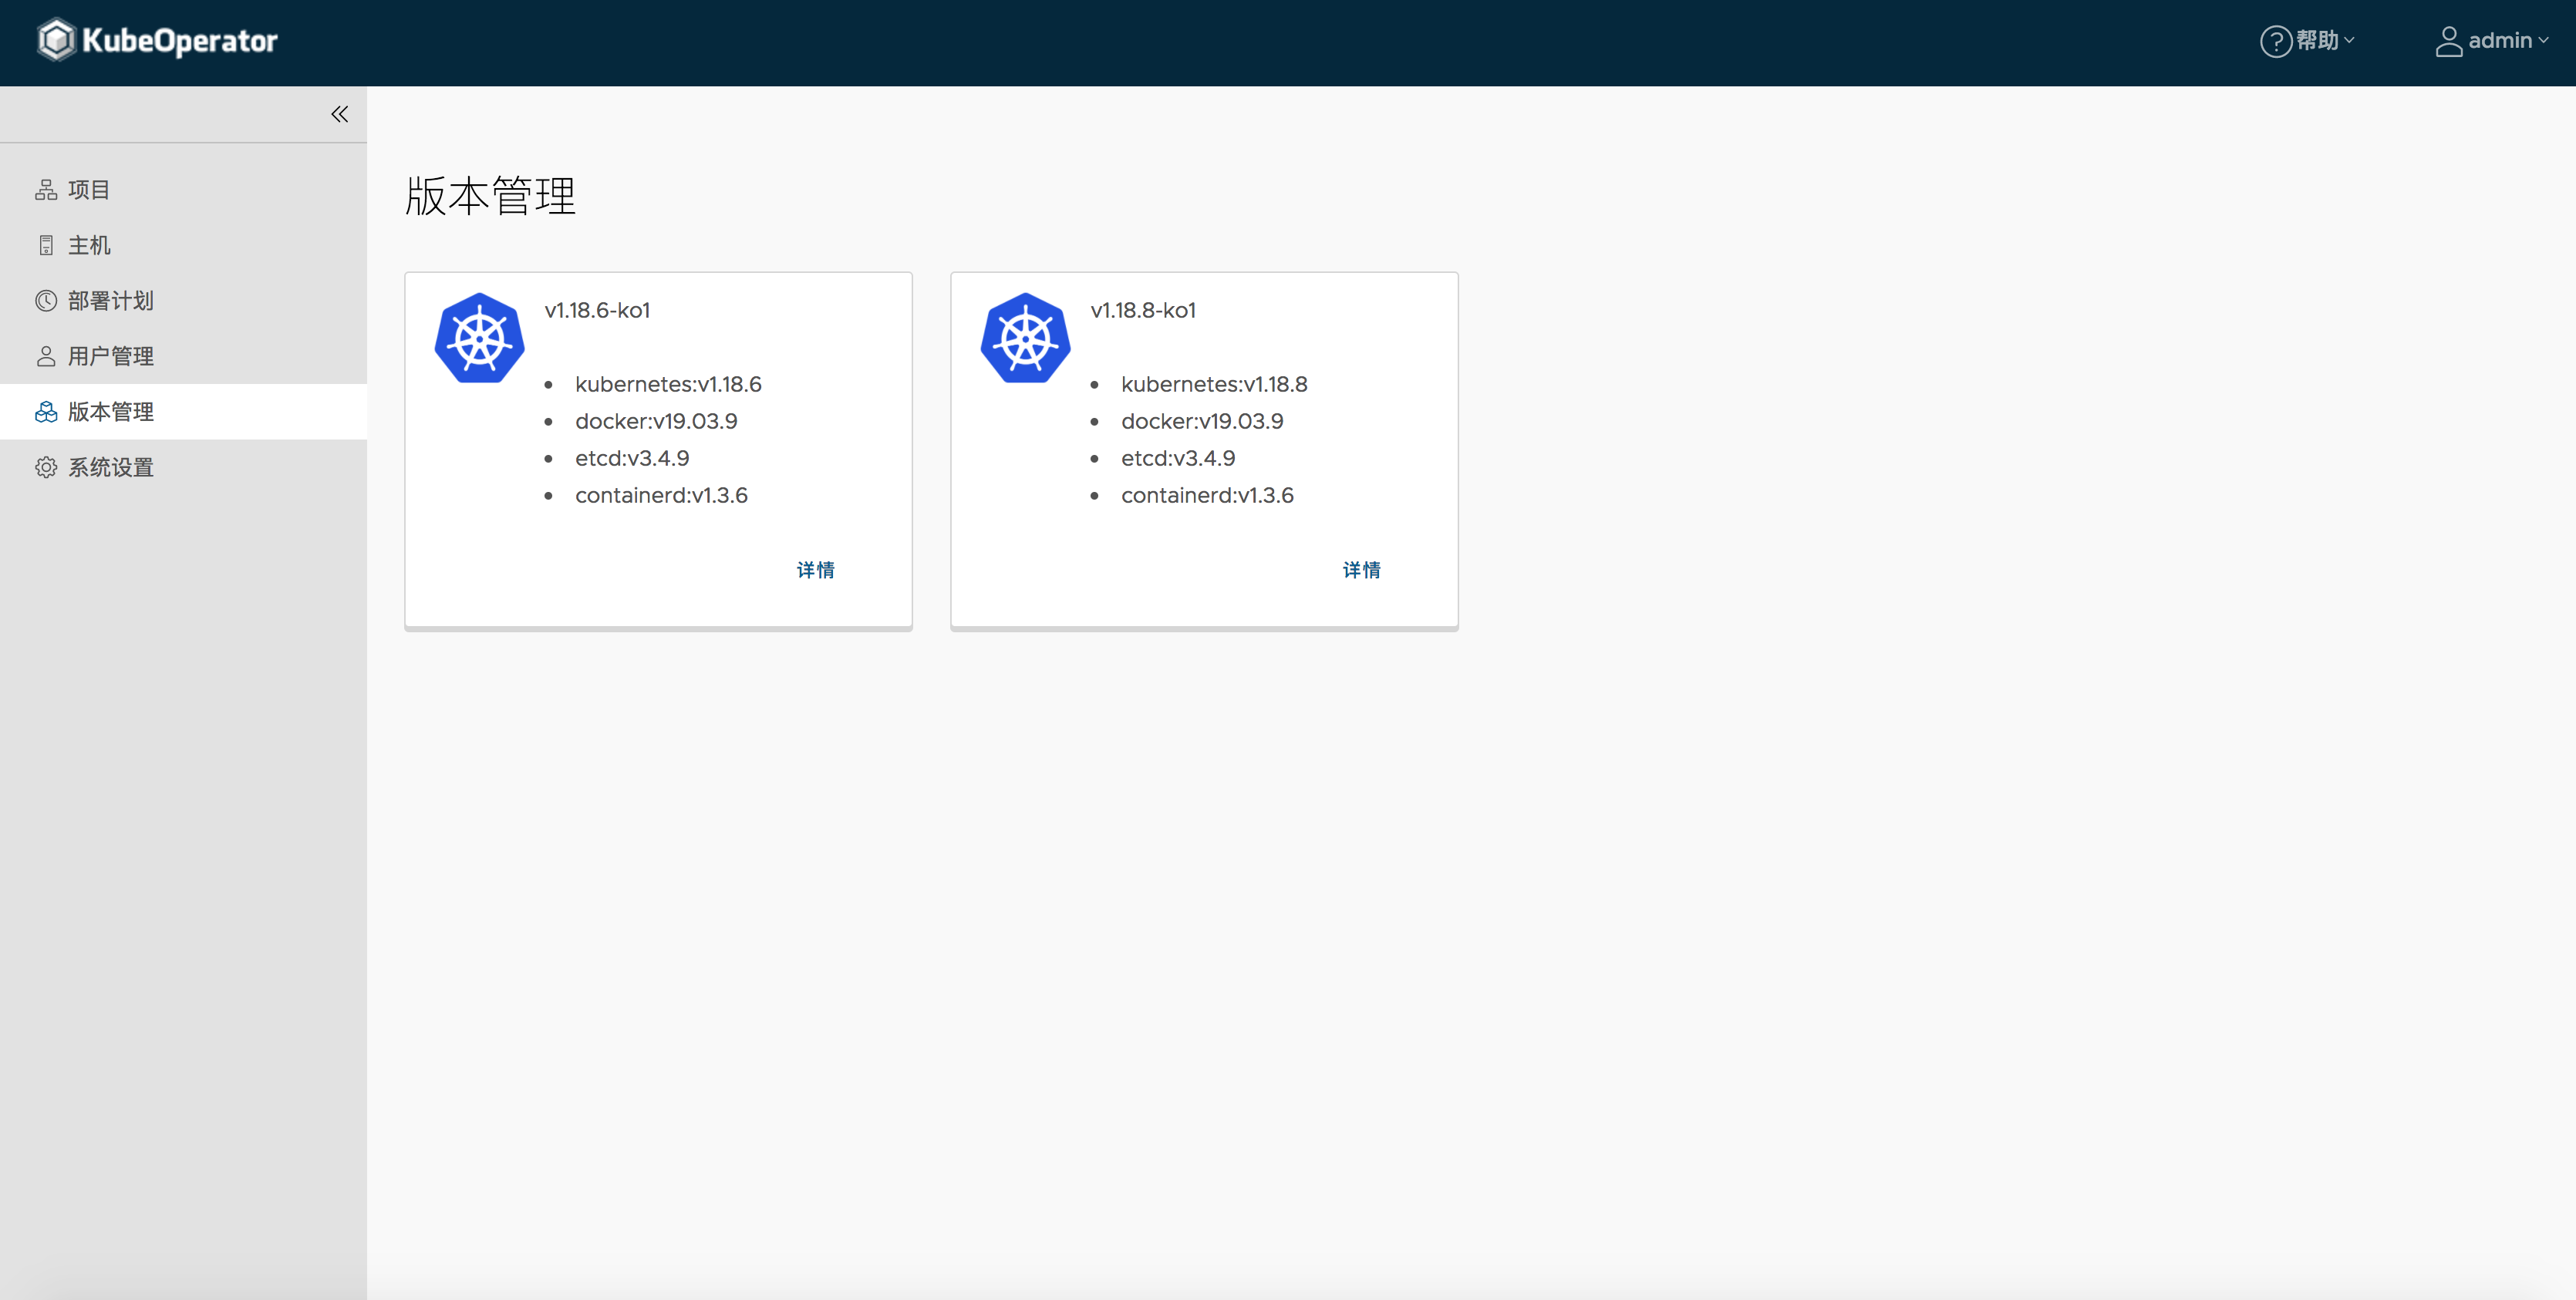 KubeOperator
帮助
admin
项目
主机
部署计划
用户管理
版本管理
系统设置
版本管理
v1.18.6-ko1
kubernetes:v1.18.6
docker:v19.03.9
etcd:v3.4.9
containerd:v1.3.6
详情
v1.18.8-ko1
kubernetes:v1.18.8
docker:v19.03.9
etcd:v3.4.9
containerd:v1.3.6
详情